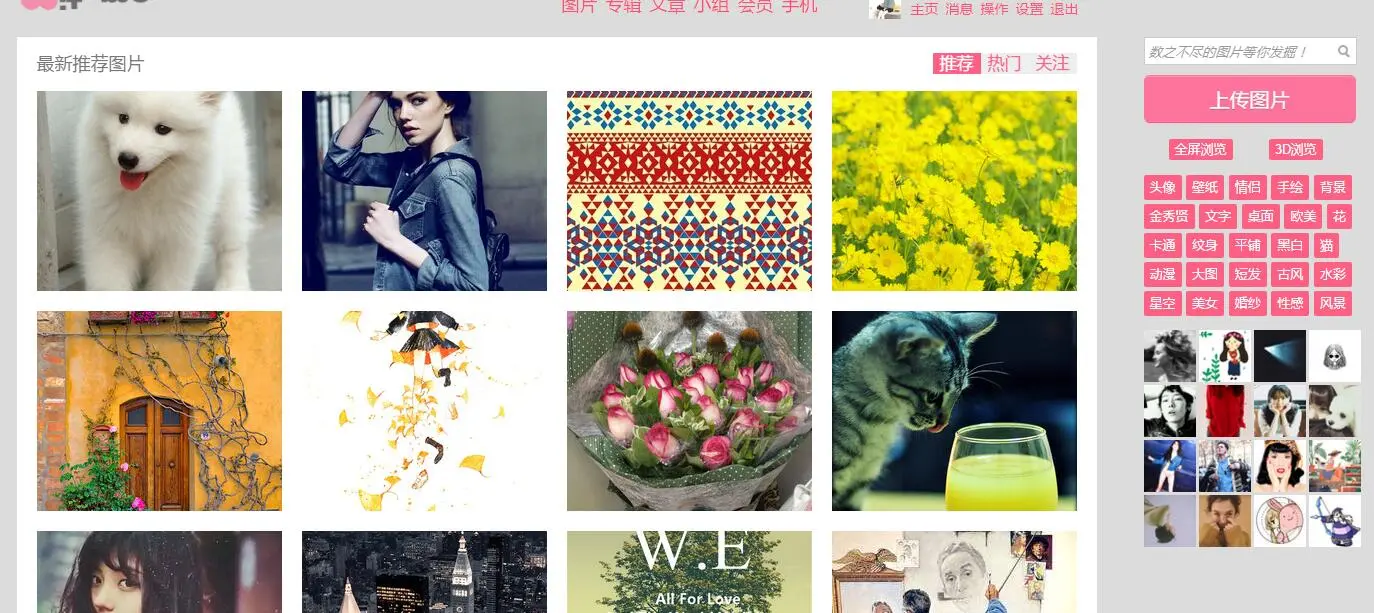 图片 专辑 文章 小组 会员 手机
主页 消息 操作 设置 退出
最新推荐图片
推荐 热门 关注
数之不尽的图片等你发掘！
上传图片
全屏浏览 3D浏览
头像 壁纸 情侣 手绘 背景
金秀贤 文字 桌面 欧美 花
卡通 纹身 平铺 黑白 猫
动漫 大图 短发 古风 水彩
星空 美女 婚纱 性感 风景
W.E
All For Love